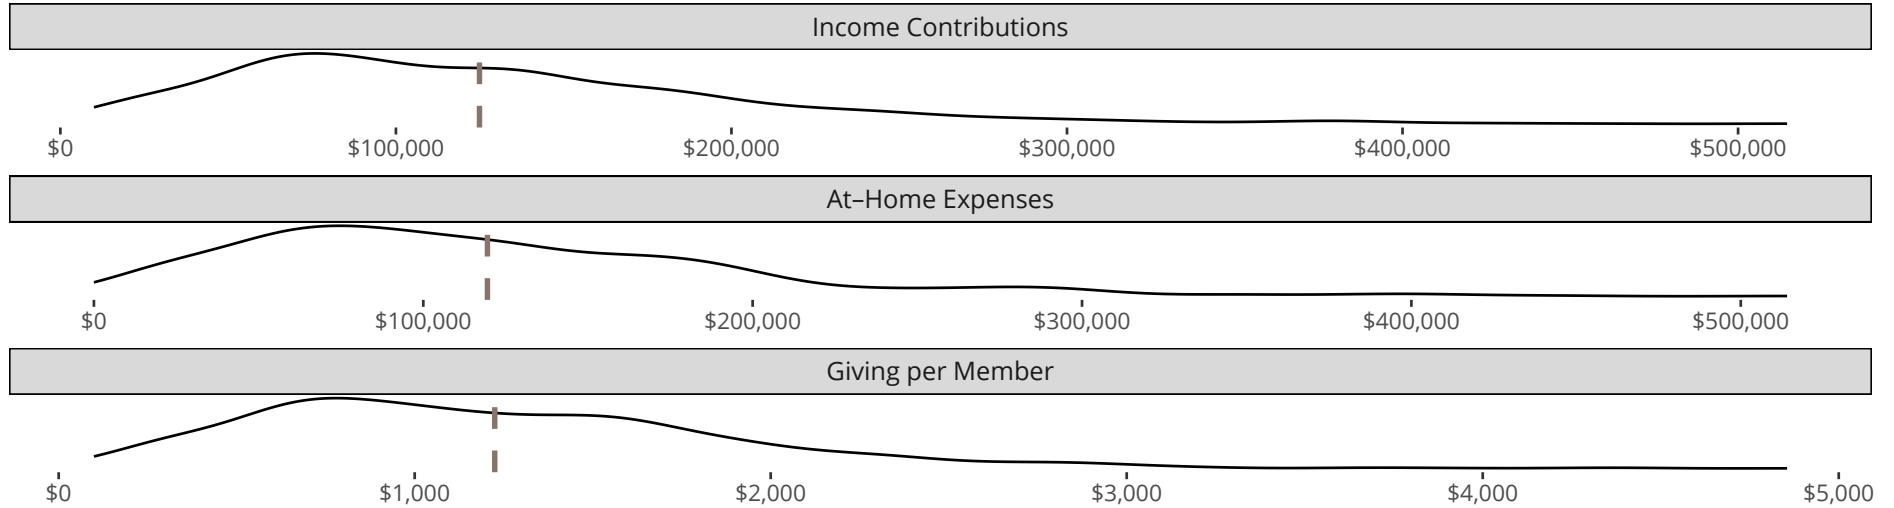 Income Contributions
$0 $100,000 $200,000 $300,000 $400,000 $500,000
At–Home Expenses
$0 $100,000 $200,000 $300,000 $400,000 $500,000
Giving per Member
$0 $1,000 $2,000 $3,000 $4,000 $5,000